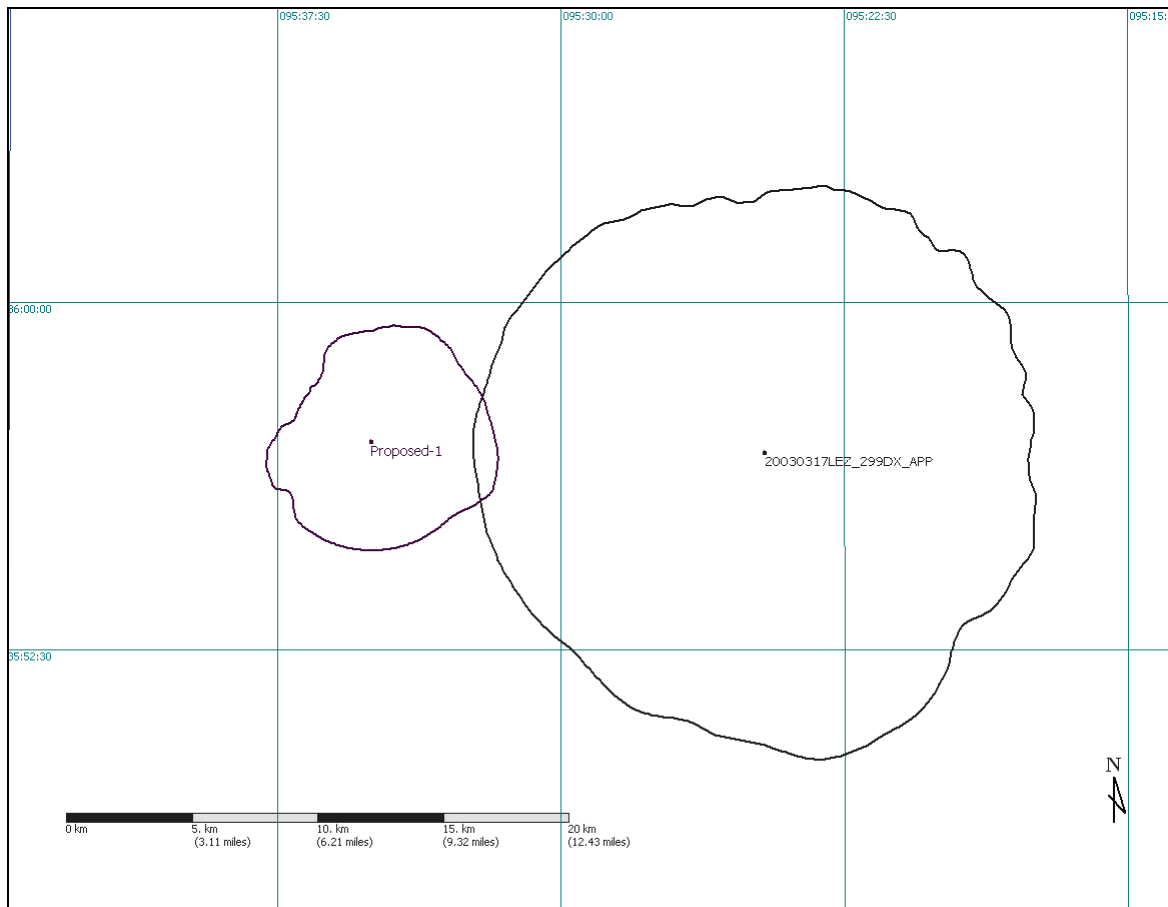 095:37:30
095:30:00
095:22:30
095:15:
36:00:00
Proposed-1
20030317LEZ_299DX_APP
35:52:30
N
0 km
5. km
(3.11 miles)
10. km
(6.21 miles)
15. km
(9.32 miles)
20 km
(12.43 miles)